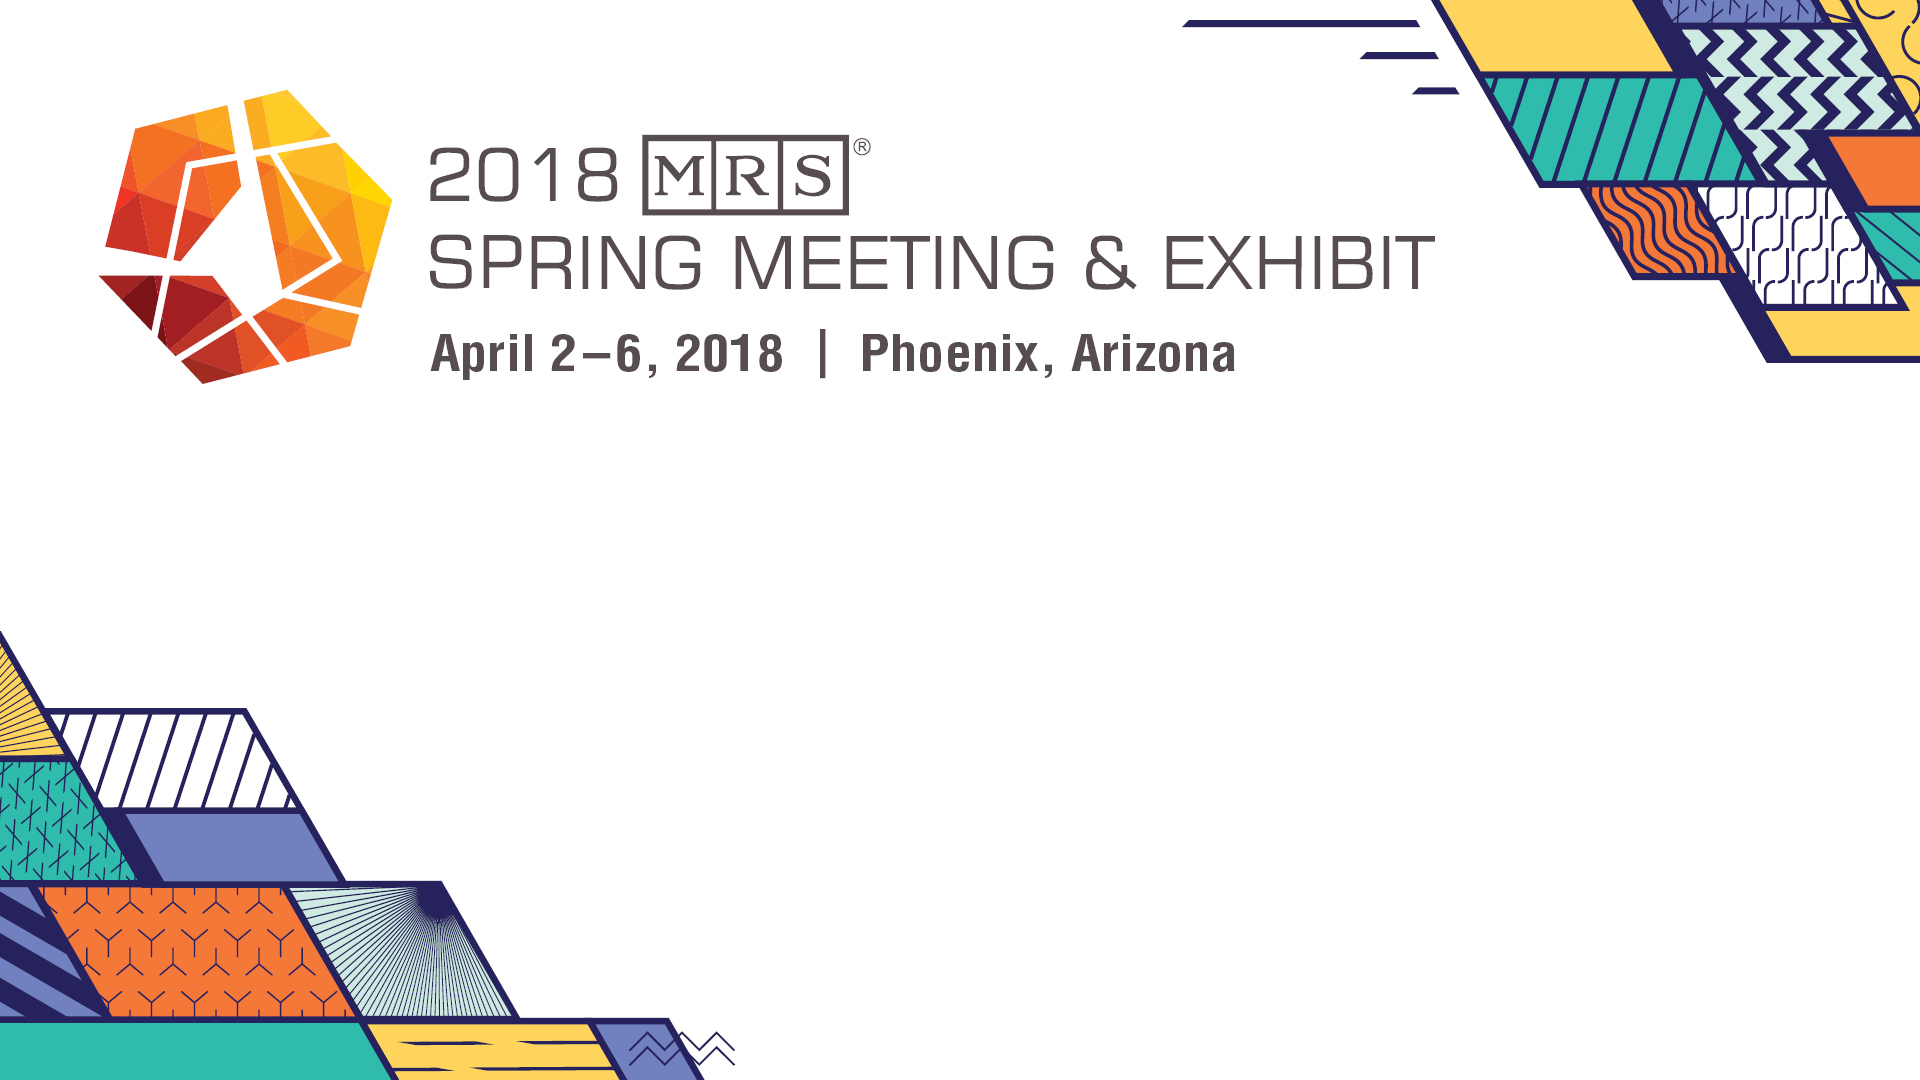 2018 MRS®
SPRING MEETING & EXHIBIT
April 2–6, 2018 | Phoenix, Arizona